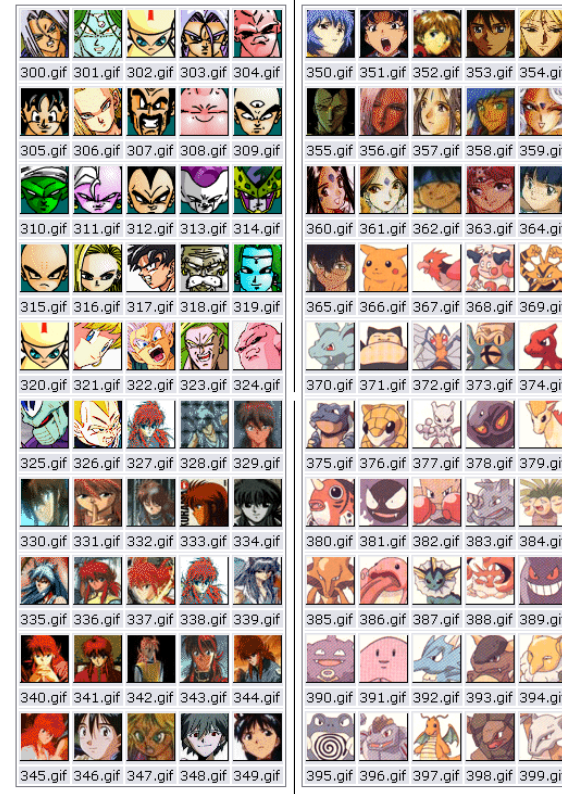 300.gif 301.gif 302.gif 303.gif 304.gif
305.gif 306.gif 307.gif 308.gif 309.gif
310.gif 311.gif 312.gif 313.gif 314.gif
315.gif 316.gif 317.gif 318.gif 319.gif
320.gif 321.gif 322.gif 323.gif 324.gif
325.gif 326.gif 327.gif 328.gif 329.gif
330.gif 331.gif 332.gif 333.gif 334.gif
335.gif 336.gif 337.gif 338.gif 339.gif
340.gif 341.gif 342.gif 343.gif 344.gif
345.gif 346.gif 347.gif 348.gif 349.gif
350.gif 351.gif 352.gif 353.gif 354.gi
355.gif 356.gif 357.gif 358.gif 359.gi
360.gif 361.gif 362.gif 363.gif 364.gi
365.gif 366.gif 367.gif 368.gif 369.gi
370.gif 371.gif 372.gif 373.gif 374.gi
375.gif 376.gif 377.gif 378.gif 379.gi
380.gif 381.gif 382.gif 383.gif 384.gi
385.gif 386.gif 387.gif 388.gif 389.gi
390.gif 391.gif 392.gif 393.gif 394.gi
395.gif 396.gif 397.gif 398.gif 399.gi